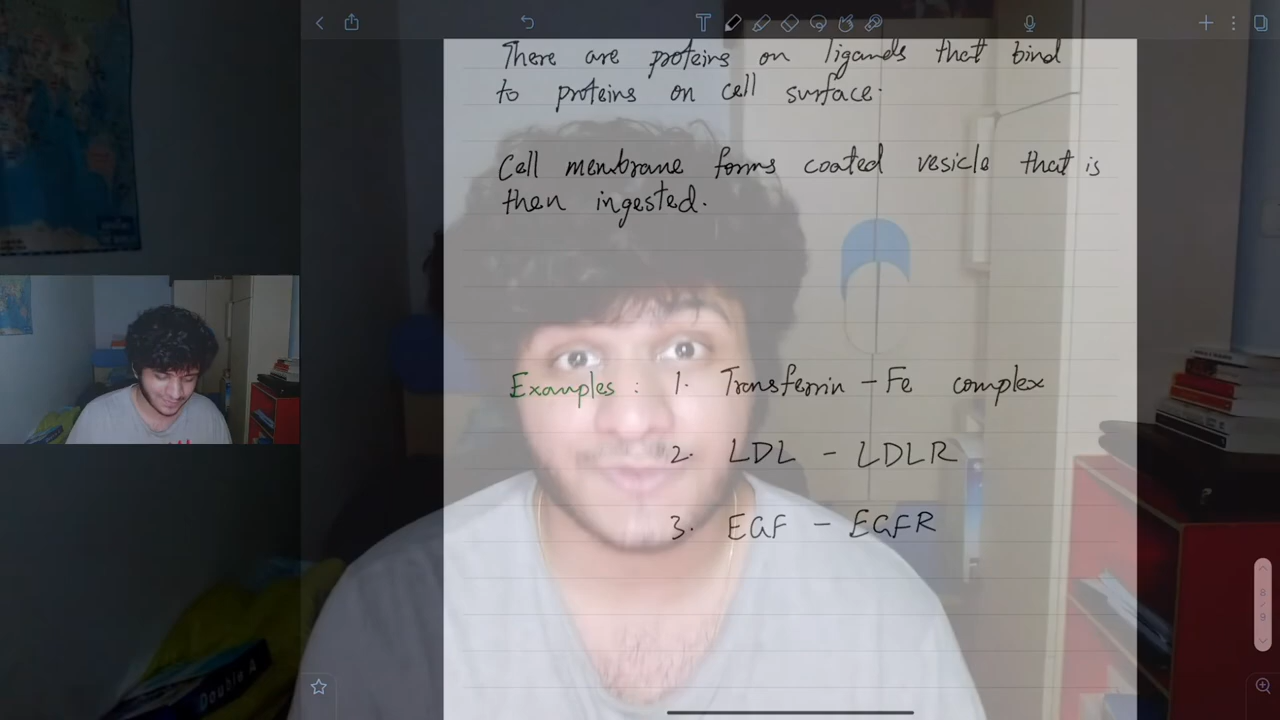 There are proteins on ligands that bind
to proteins on cell surface.
Cell membrane forms coated vesicle that is
then ingested.
Examples : 1. Transferrin - Fe complex
2. LDL - LDLR
3. EGF - EGFR
Double A